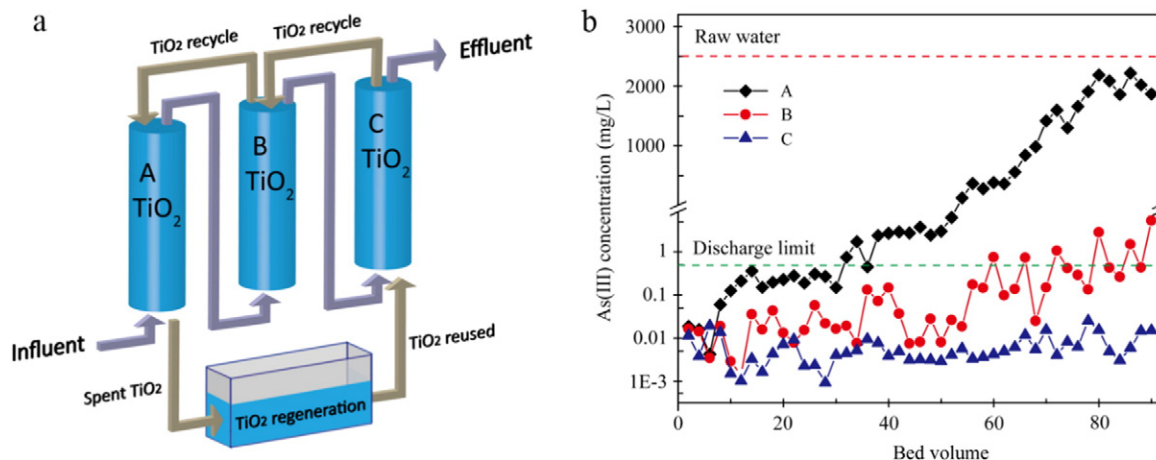 a
TiO2 recycle
TiO2 recycle
Effluent
A
TiO2
B
TiO2
C
TiO2
Influent
Spent TiO2
TiO2 regeneration
TiO2 reused
b
As(III) concentration (mg/L)
3000
2000
1000
1
0.1
0.01
1E-3
Raw water
A
B
C
Discharge limit
0
20
40
60
80
Bed volume